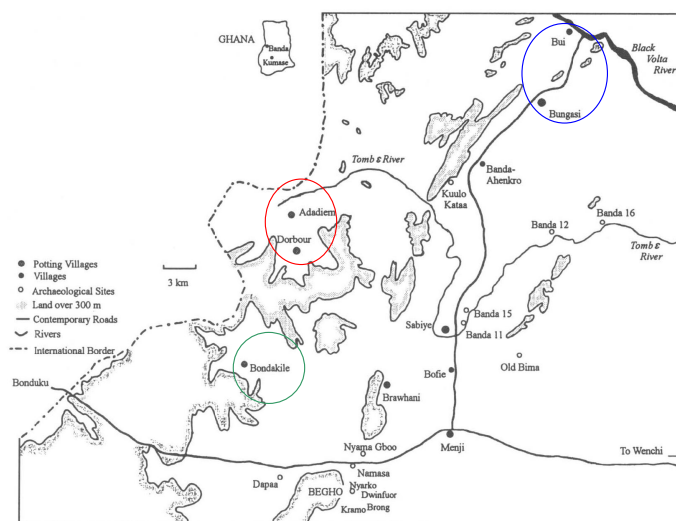 GHANA
Banda
Kumase
Bui
Black
Volta
River
Bungasi
Tomb ε River
Banda-
Ahenkro
Kuulo
Kataa
Adadiem
Dorbour
Banda 16
Banda 12
Tomb ε
River
Potting Villages
Villages
Archaeological Sites
Land over 300 m
Contemporary Roads
Rivers
International Border
3 km
Banda 15
Sabiye
Banda 11
Old Bima
Bondakile
Bofie
Bonduku
Brawhani
Menji
Nyama Gboo
To Wenchi
Namasa
Dapaa
Nyarko
BEGHO
Dwinfuor
Kramo
Brong